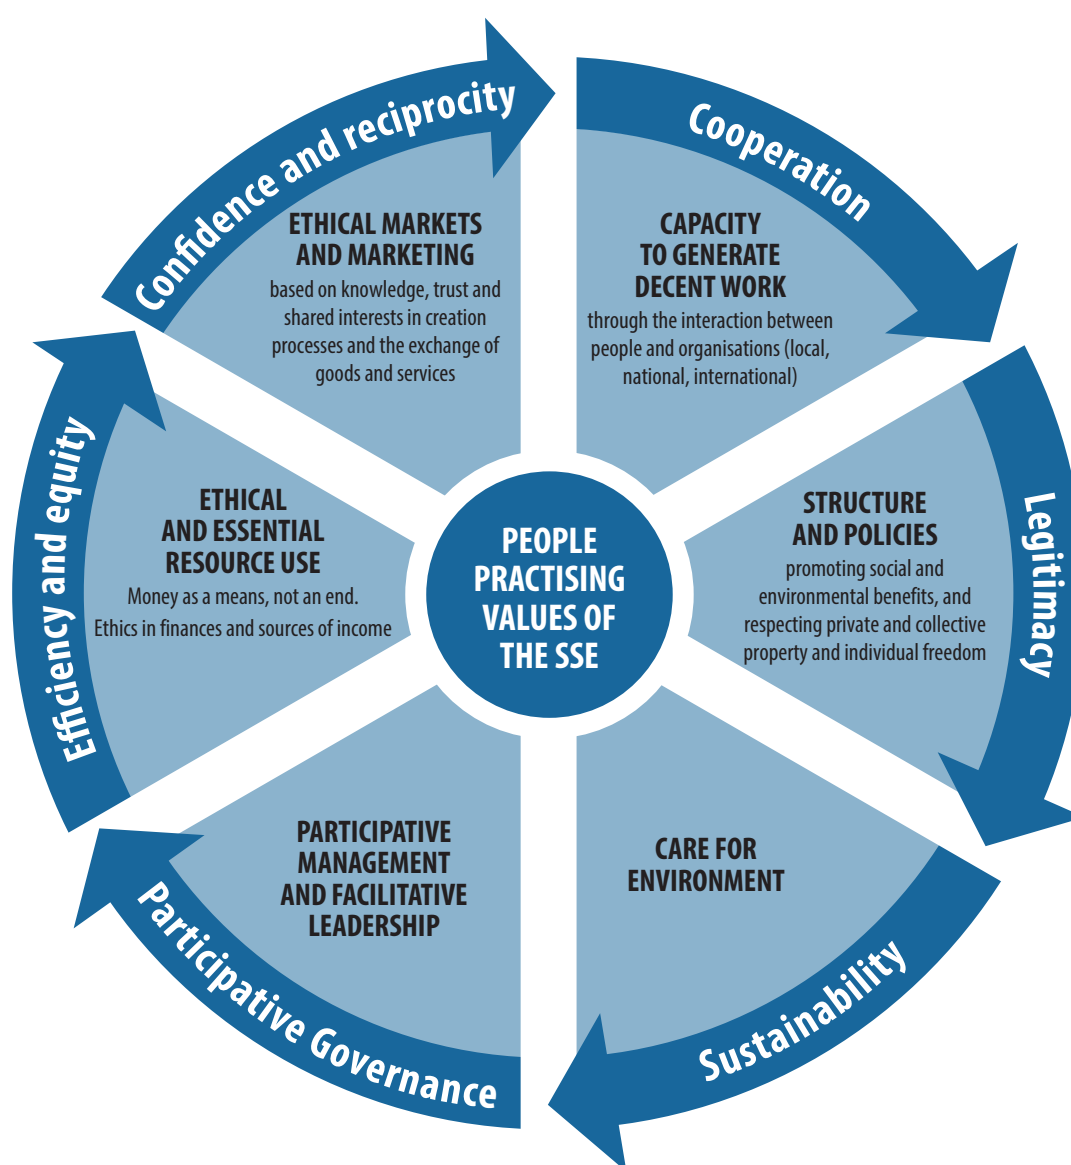 Confidence and reciprocity
ETHICAL MARKETS
AND MARKETING
based on knowledge, trust and
shared interests in creation
processes and the exchange of
goods and services
Cooperation
CAPACITY
TO GENERATE
DECENT WORK
through the interaction between
people and organisations (local,
national, international)
Legitimacy
STRUCTURE
AND POLICIES
promoting social and
environmental benefits, and
respecting private and collective
property and individual freedom
Sustainability
CARE FOR
ENVIRONMENT
Participative Governance
PARTICIPATIVE
MANAGEMENT
AND FACILITATIVE
LEADERSHIP
Efficiency and equity
ETHICAL
AND ESSENTIAL
RESOURCE USE
Money as a means, not an end.
Ethics in finances and sources of income
PEOPLE
PRACTISING
VALUES OF
THE SSE